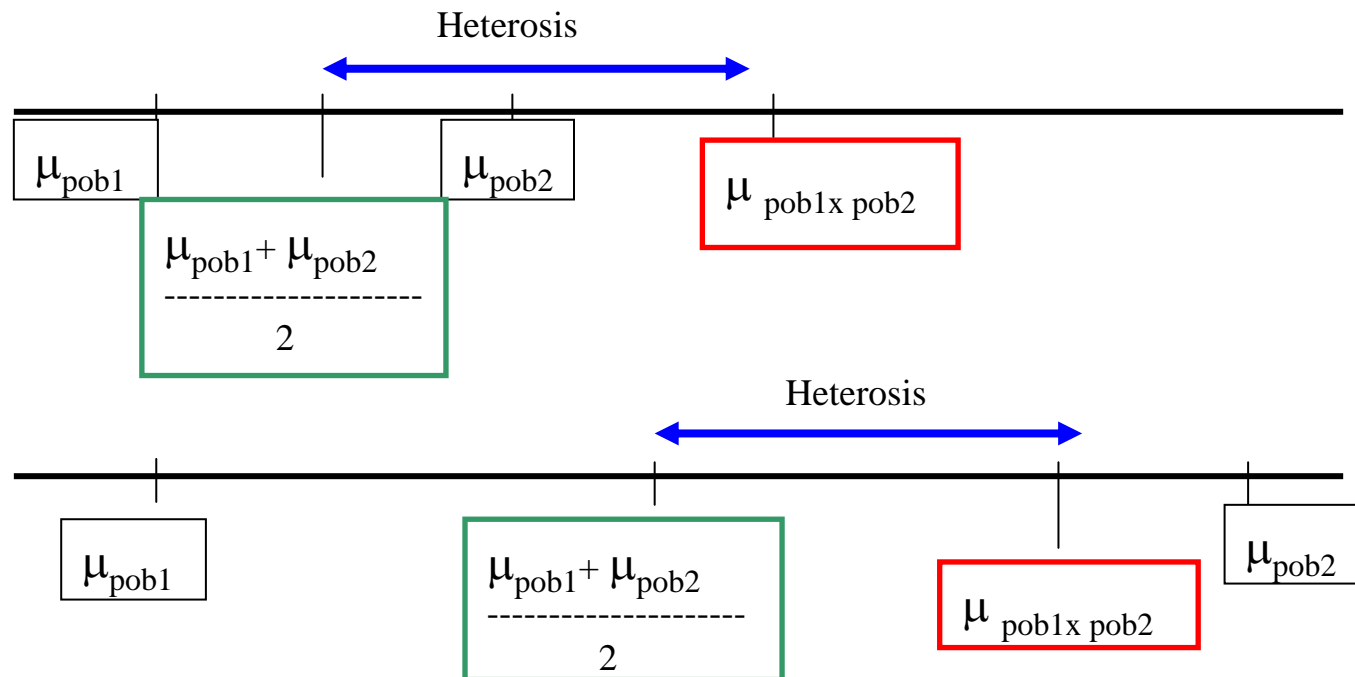 Heterosis
μpob1
μpob2
μ pob1x pob2
μpob1+ μpob2
---------------------
2
Heterosis
μpob1
μpob1+ μpob2
---------------------
2
μ pob1x pob2
μpob2